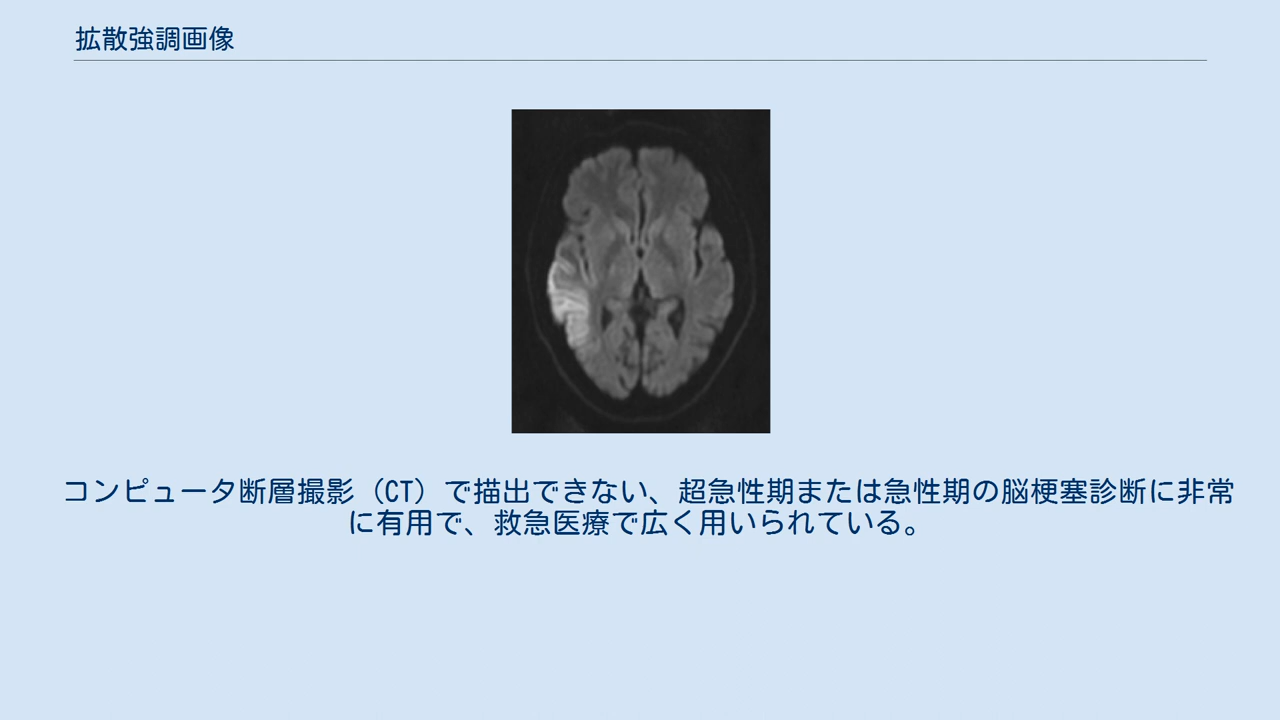 拡散強調画像
コンピュータ断層撮影（CT）で描出できない、超急性期または急性期の脳梗塞診断に非常
に有用で、救急医療で広く用いられている。